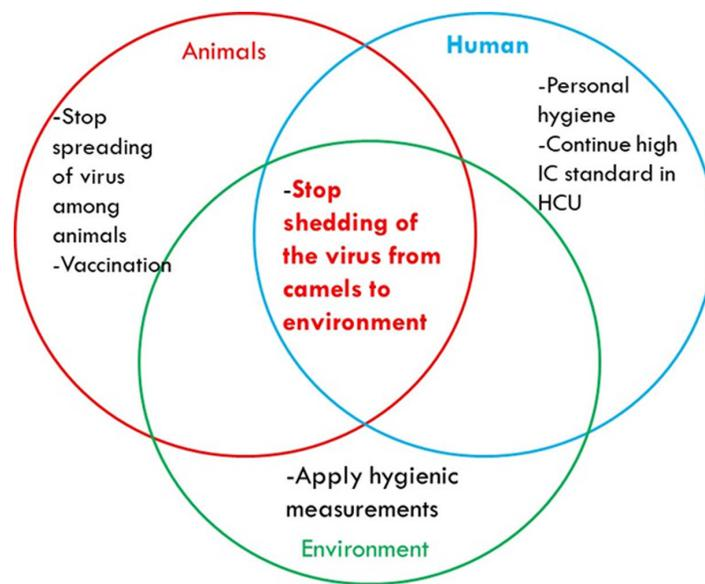 Animals
Human
-Stop
spreading
of virus
among
animals
-Vaccination
-Personal
hygiene
-Continue high
IC standard in
HCU
-Stop
shedding of
the virus from
camels to
environment
-Apply hygienic
measurements
Environment